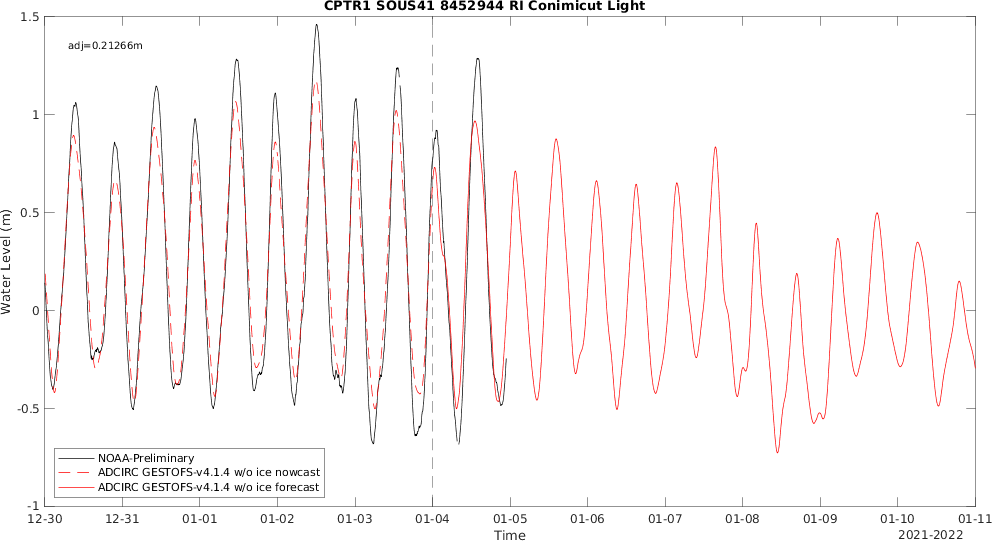 CPTR1 SOUS41 8452944 RI Conimicut Light
adj=0.21266m
Water Level (m)
1.5
1
0.5
0
-0.5
-1
NOAA-Preliminary
ADCIRC GESTOFS-v4.1.4 w/o ice nowcast
ADCIRC GESTOFS-v4.1.4 w/o ice forecast
12-30 12-31 01-01 01-02 01-03 01-04 01-05 01-06 01-07 01-08 01-09 01-10 01-11
Time
2021-2022